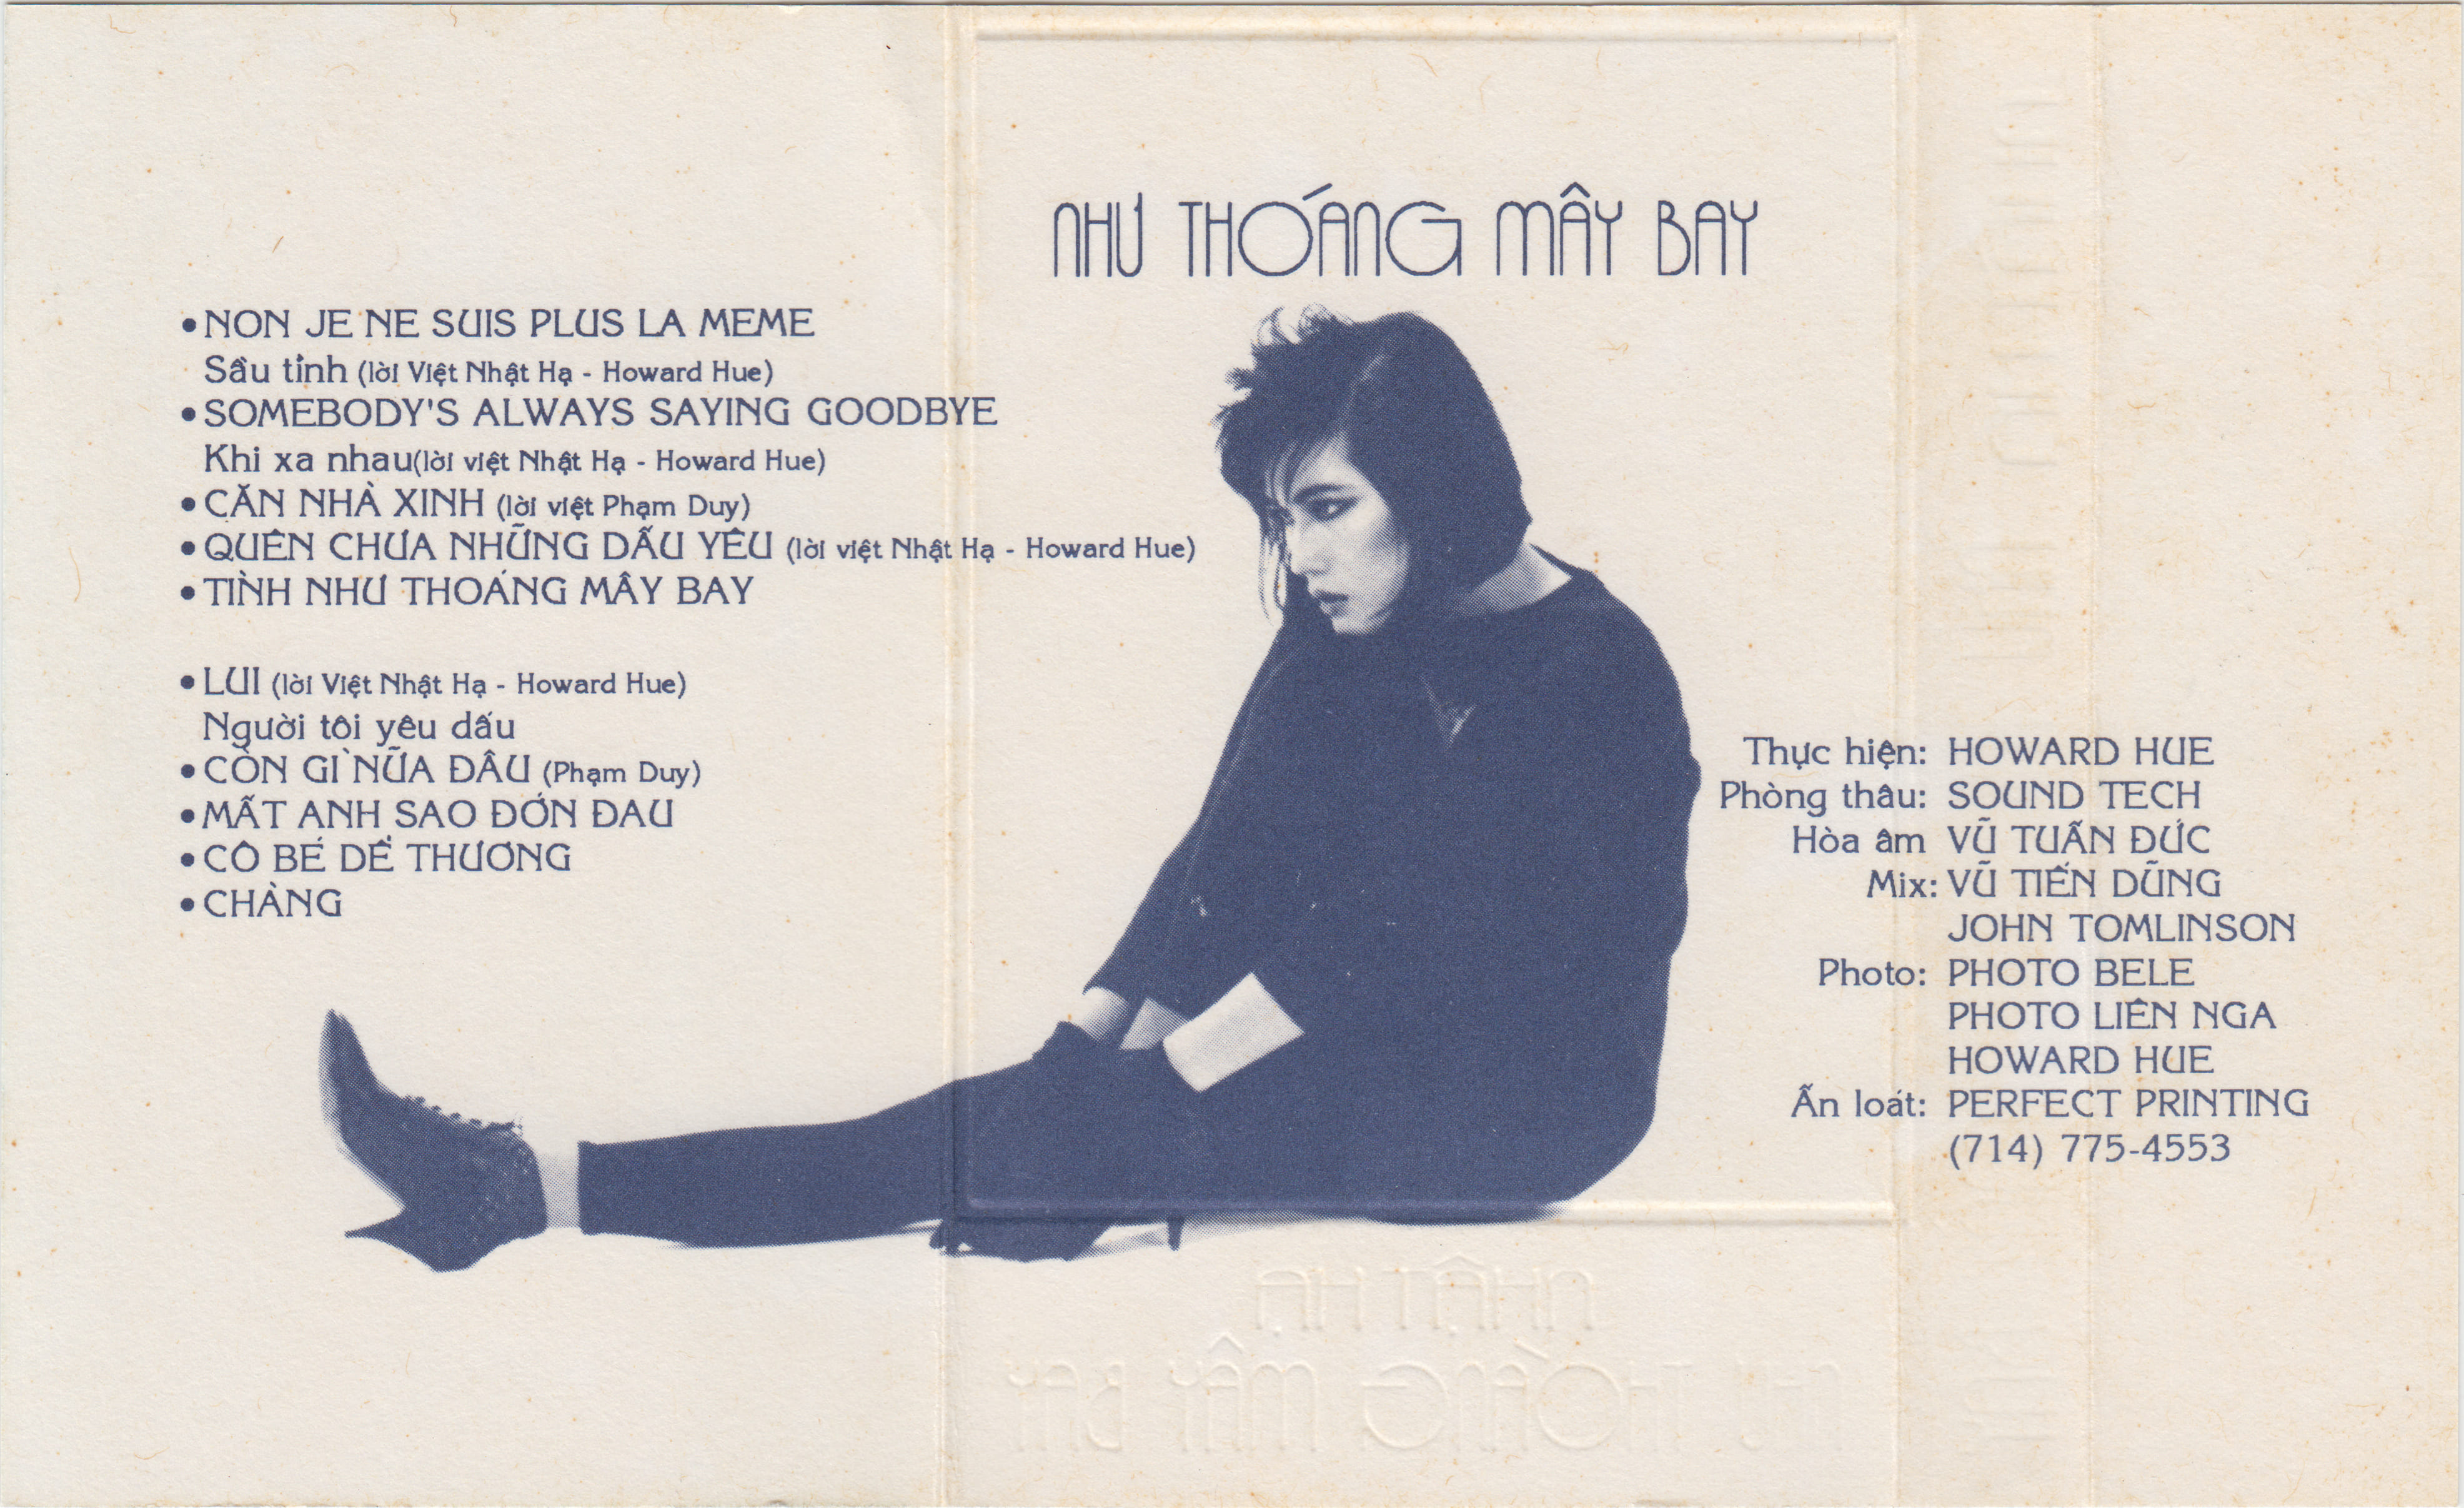 NHƯ THOÁNG MÂY BAY
•NON JE NE SUIS PLUS LA MEME
Sầu tình (lời Việt Nhật Hạ - Howard Hue)
•SOMEBODY'S ALWAYS SAYING GOODBYE
Khi xa nhau(lời việt Nhật Hạ - Howard Hue)
•CĂN NHÀ XINH (lời việt Phạm Duy)
•QUÊN CHƯA NHỮNG DẤU YÊU (lời việt Nhật Hạ - Howard Hue)
•TÌNH NHƯ THOÁNG MÂY BAY
•LUI (lời Việt Nhật Hạ - Howard Hue)
Người tôi yêu dấu
•CÒN GÌ NỮA ĐÂU (Phạm Duy)
•MẤT ANH SAO ĐỚN ĐAU
•CÔ BÉ DỄ THƯƠNG
•CHÀNG
Thực hiện: HOWARD HUE
Phòng thâu: SOUND TECH
Hòa âm VŨ TUẤN ĐỨC
Mix: VŨ TIẾN DŨNG
JOHN TOMLINSON
Photo: PHOTO BELE
PHOTO LIÊN NGA
HOWARD HUE
Ấn loát: PERFECT PRINTING
(714) 775-4553
NHẬT HẠ
NHƯ THOÁNG MÂY BAY